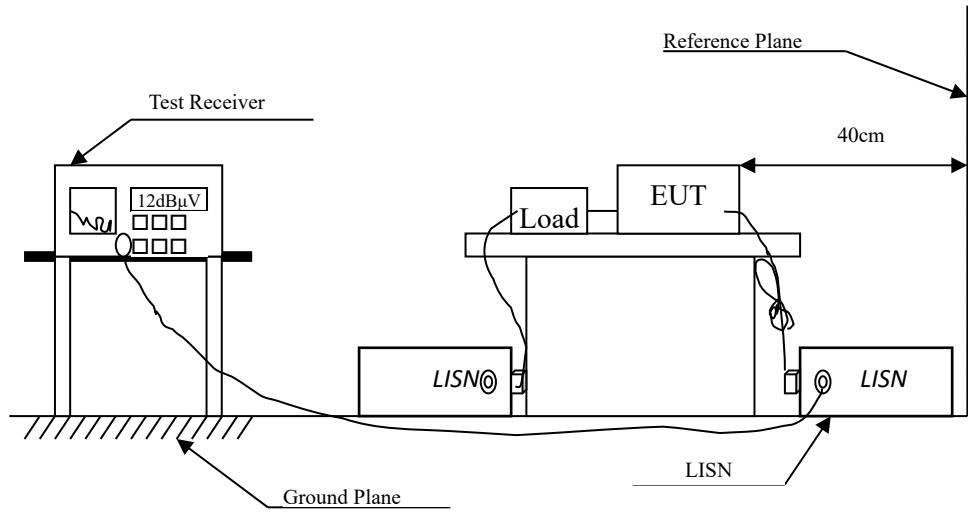 Reference Plane
Test Receiver
40cm
12dBμV
Load
EUT
LISN
LISN
LISN
Ground Plane